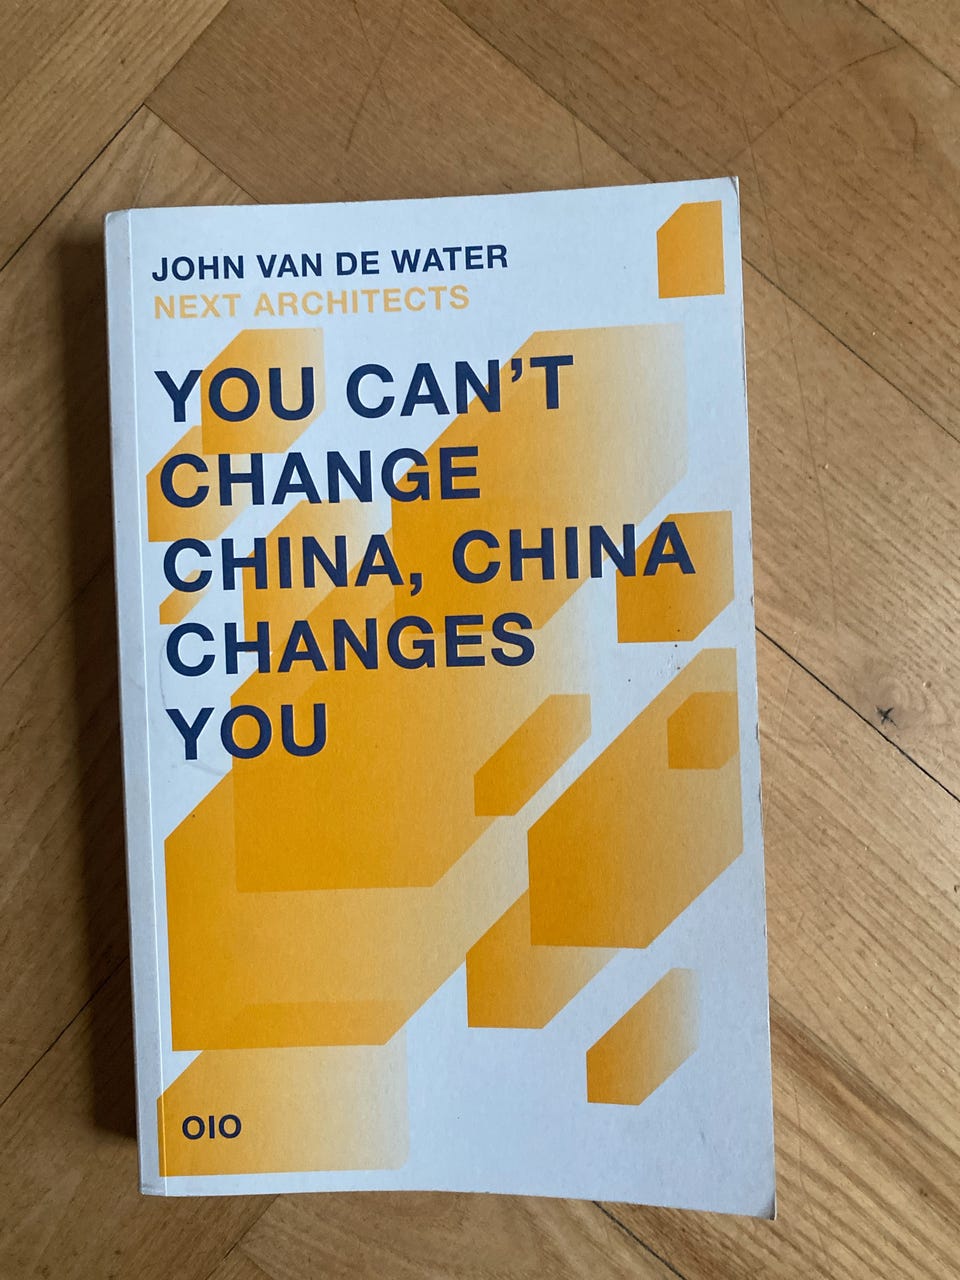 JOHN VAN DE WATER
NEXT ARCHITECTS
YOU CAN’T
CHANGE
CHINA, CHINA
CHANGES
YOU
OIO